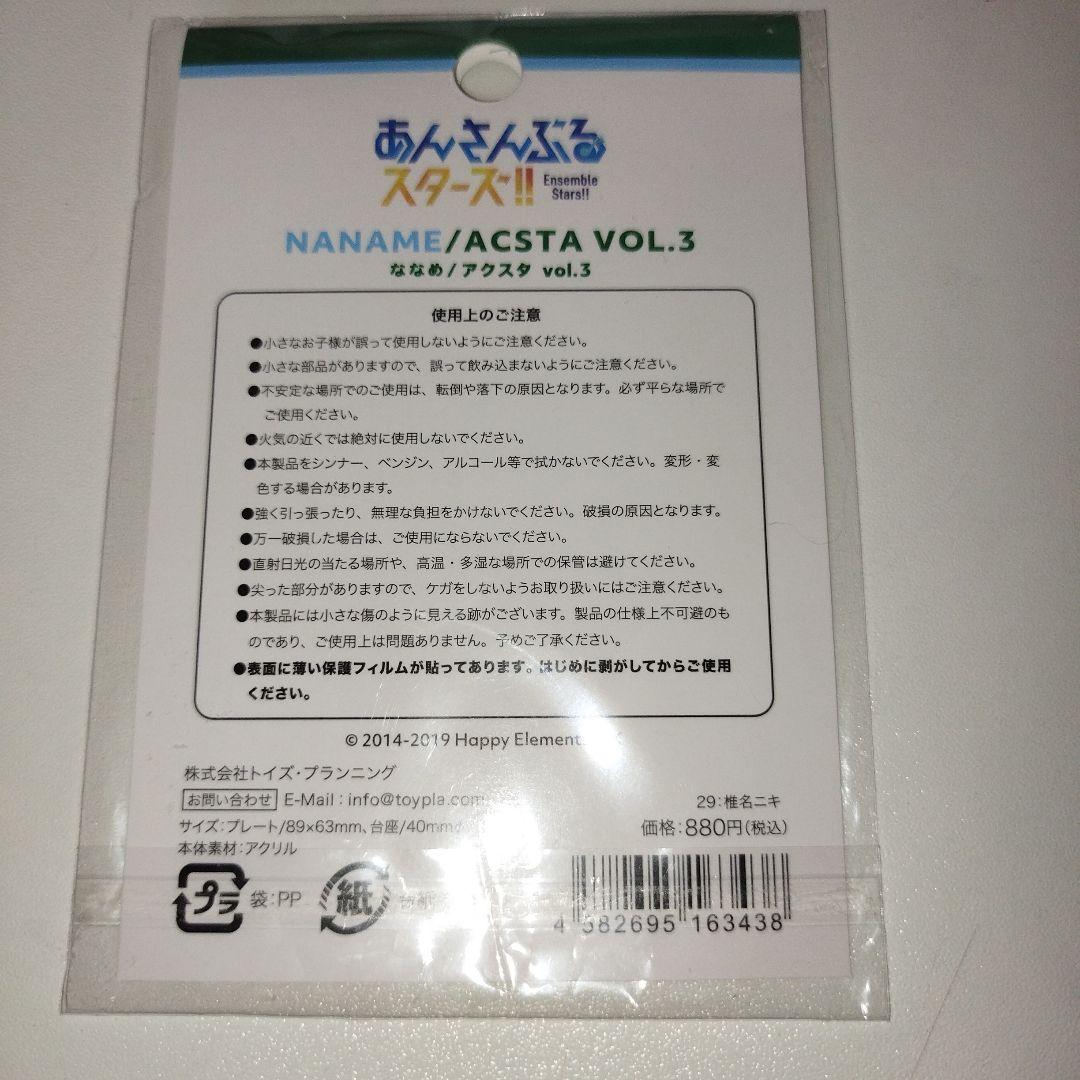 あんさんぶる
スターズ!!
Ensemble
Stars!!
NANAME/ACSTA VOL.3
ななめ/アクスタ vol.3
使用上のご注意
●小さなお子様が誤って使用しないようにご注意ください。
●小さな部品がありますので、誤って飲み込まないようにご注意ください。
●不安定な場所でのご使用は、転倒や落下の原因となります。必ず平らな場所で
ご使用ください。
●火気の近くでは絶対に使用しないでください。
●本製品をシンナー、ベンジン、アルコール等で拭かないでください。変形・変
色する場合があります。
●強く引っ張ったり、無理な負担をかけないでください。破損の原因となります。
●万一破損した場合は、ご使用にならないでください。
●直射日光の当たる場所や、高温・多湿な場所での保管は避けてください。
●尖った部分がありますので、ケガをしないようお取り扱いにはご注意ください。
●本製品には小さな傷のように見える跡がございます。製品の仕様上不可避のも
のであり、ご使用上は問題ありません。予めご了承ください。
●表面に薄い保護フィルムが貼ってあります。はじめに剥がしてからご使用
ください。
© 2014-2019 Happy Elements
株式会社トイズ・プランニング
お問い合わせ E-Mail：info@toypla.com
29：椎名ニキ
サイズ：プレート/89×63mm、台座/40mm
価格：880円(税込)
本体素材：アクリル
プラ 袋：PP 紙
4 582695 163438